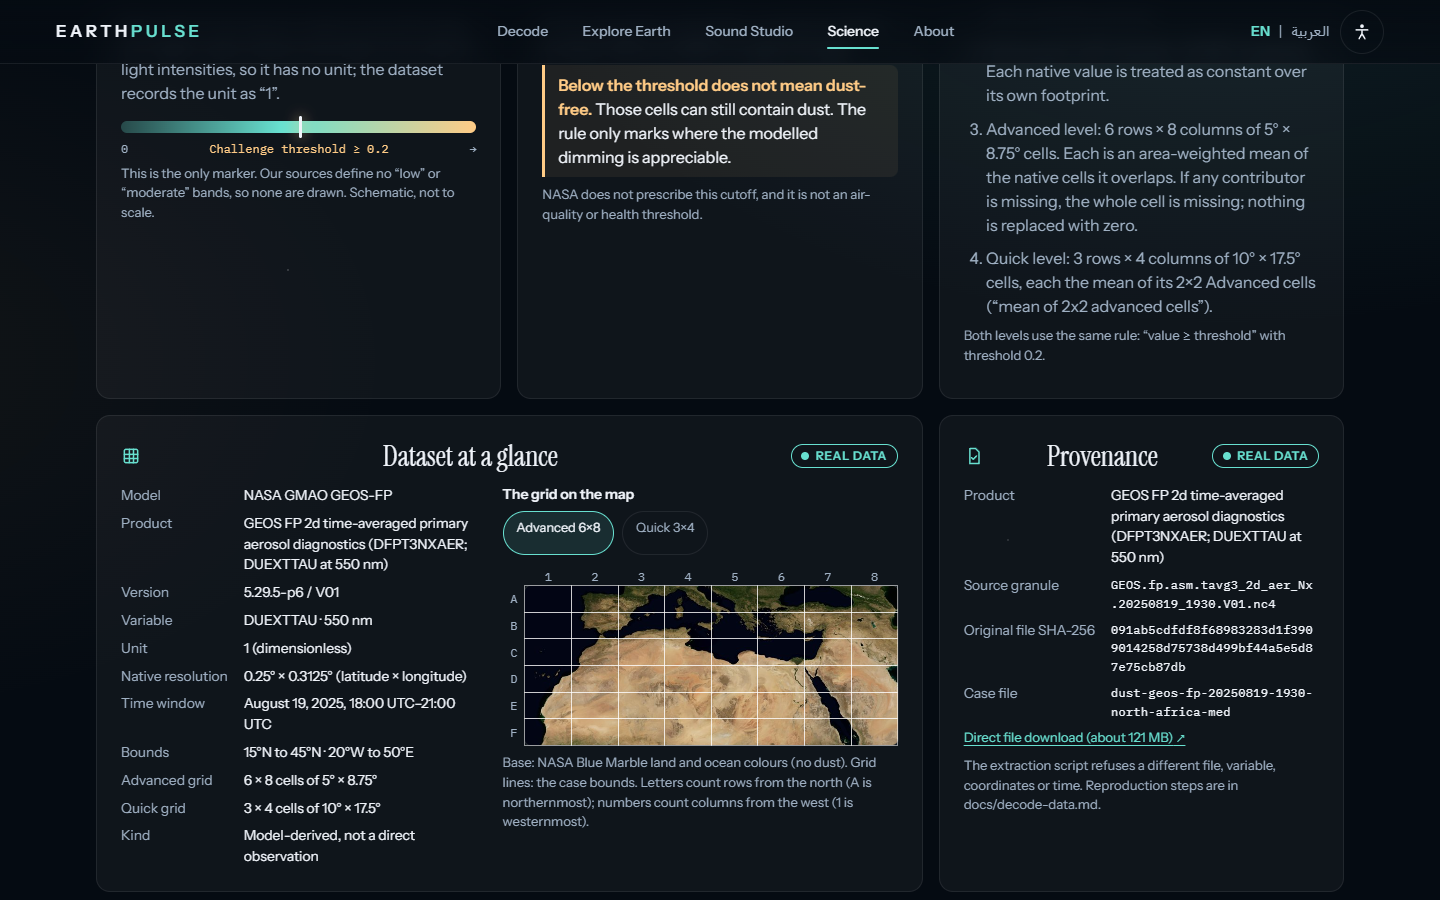 EARTHPULSE
Decode
Explore Earth
Sound Studio
Science
About
EN | العربية
light intensities, so it has no unit; the dataset
records the unit as “1”.
0
Challenge threshold ≥ 0.2
→
This is the only marker. Our sources define no “low” or
“moderate” bands, so none are drawn. Schematic, not to
scale.
Below the threshold does not mean dust-
free. Those cells can still contain dust. The
rule only marks where the modelled
dimming is appreciable.
NASA does not prescribe this cutoff, and it is not an air-
quality or health threshold.
Each native value is treated as constant over
its own footprint.
3. Advanced level: 6 rows × 8 columns of 5° ×
8.75° cells. Each is an area-weighted mean of
the native cells it overlaps. If any contributor
is missing, the whole cell is missing; nothing
is replaced with zero.
4. Quick level: 3 rows × 4 columns of 10° × 17.5°
cells, each the mean of its 2×2 Advanced cells
(“mean of 2x2 advanced cells”).
Both levels use the same rule: “value ≥ threshold” with
threshold 0.2.
Dataset at a glance
REAL DATA
Model
NASA GMAO GEOS-FP
Product
GEOS FP 2d time-averaged primary
aerosol diagnostics (DFPT3NXAER;
DUEXTTAU at 550 nm)
Version
5.29.5-p6 / V01
Variable
DUEXTTAU · 550 nm
Unit
1 (dimensionless)
Native resolution
0.25° × 0.3125° (latitude × longitude)
Time window
August 19, 2025, 18:00 UTC–21:00
UTC
Bounds
15°N to 45°N · 20°W to 50°E
Advanced grid
6 × 8 cells of 5° × 8.75°
Quick grid
3 × 4 cells of 10° × 17.5°
Kind
Model-derived, not a direct
observation
The grid on the map
Advanced 6×8
Quick 3×4
1 2 3 4 5 6 7 8
A
B
C
D
E
F
Base: NASA Blue Marble land and ocean colours (no dust). Grid
lines: the case bounds. Letters count rows from the north (A is
northernmost); numbers count columns from the west (1 is
westernmost).
Provenance
REAL DATA
Product
GEOS FP 2d time-averaged
primary aerosol diagnostics
(DFPT3NXAER; DUEXTTAU at
550 nm)
Source granule
GEOS.fp.asm.tavg3_2d_aer_Nx
.20250819_1930.V01.nc4
Original file SHA-256
091ab5cdfdf8f68983283d1f390
9014258d75738d499bf44a5e5d8
7e75cb87db
Case file
dust-geos-fp-20250819-1930-
north-africa-med
Direct file download (about 121 MB) ↗
The extraction script refuses a different file, variable,
coordinates or time. Reproduction steps are in
docs/decode-data.md.